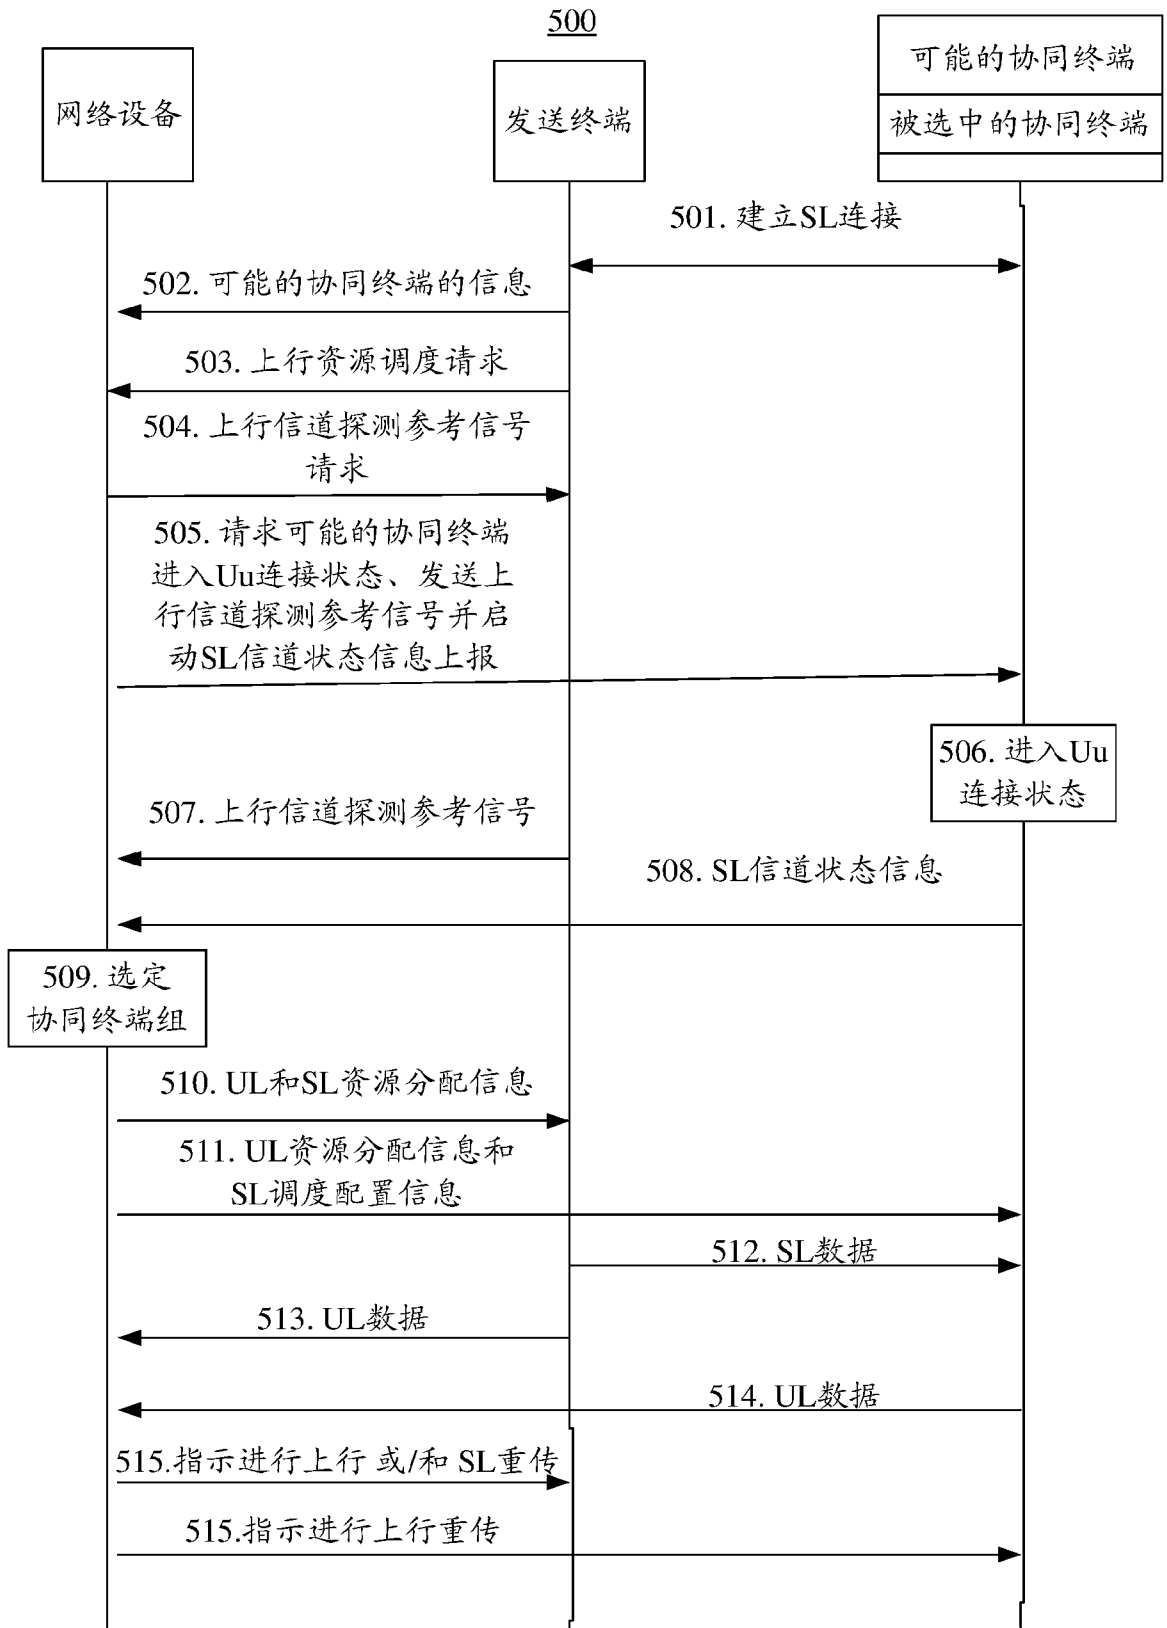 500
网络设备
发送终端
可能的协同终端
被选中的协同终端
501. 建立SL连接
502. 可能的协同终端的信息
503. 上行资源调度请求
504. 上行信道探测参考信号
请求
505. 请求可能的协同终端
进入Uu连接状态、发送上
行信道探测参考信号并启
动SL信道状态信息上报
506. 进入Uu
连接状态
507. 上行信道探测参考信号
508. SL信道状态信息
509. 选定
协同终端组
510. UL和SL资源分配信息
511. UL资源分配信息和
SL调度配置信息
512. SL数据
513. UL数据
514. UL数据
515.指示进行上行 或/和 SL重传
515.指示进行上行重传